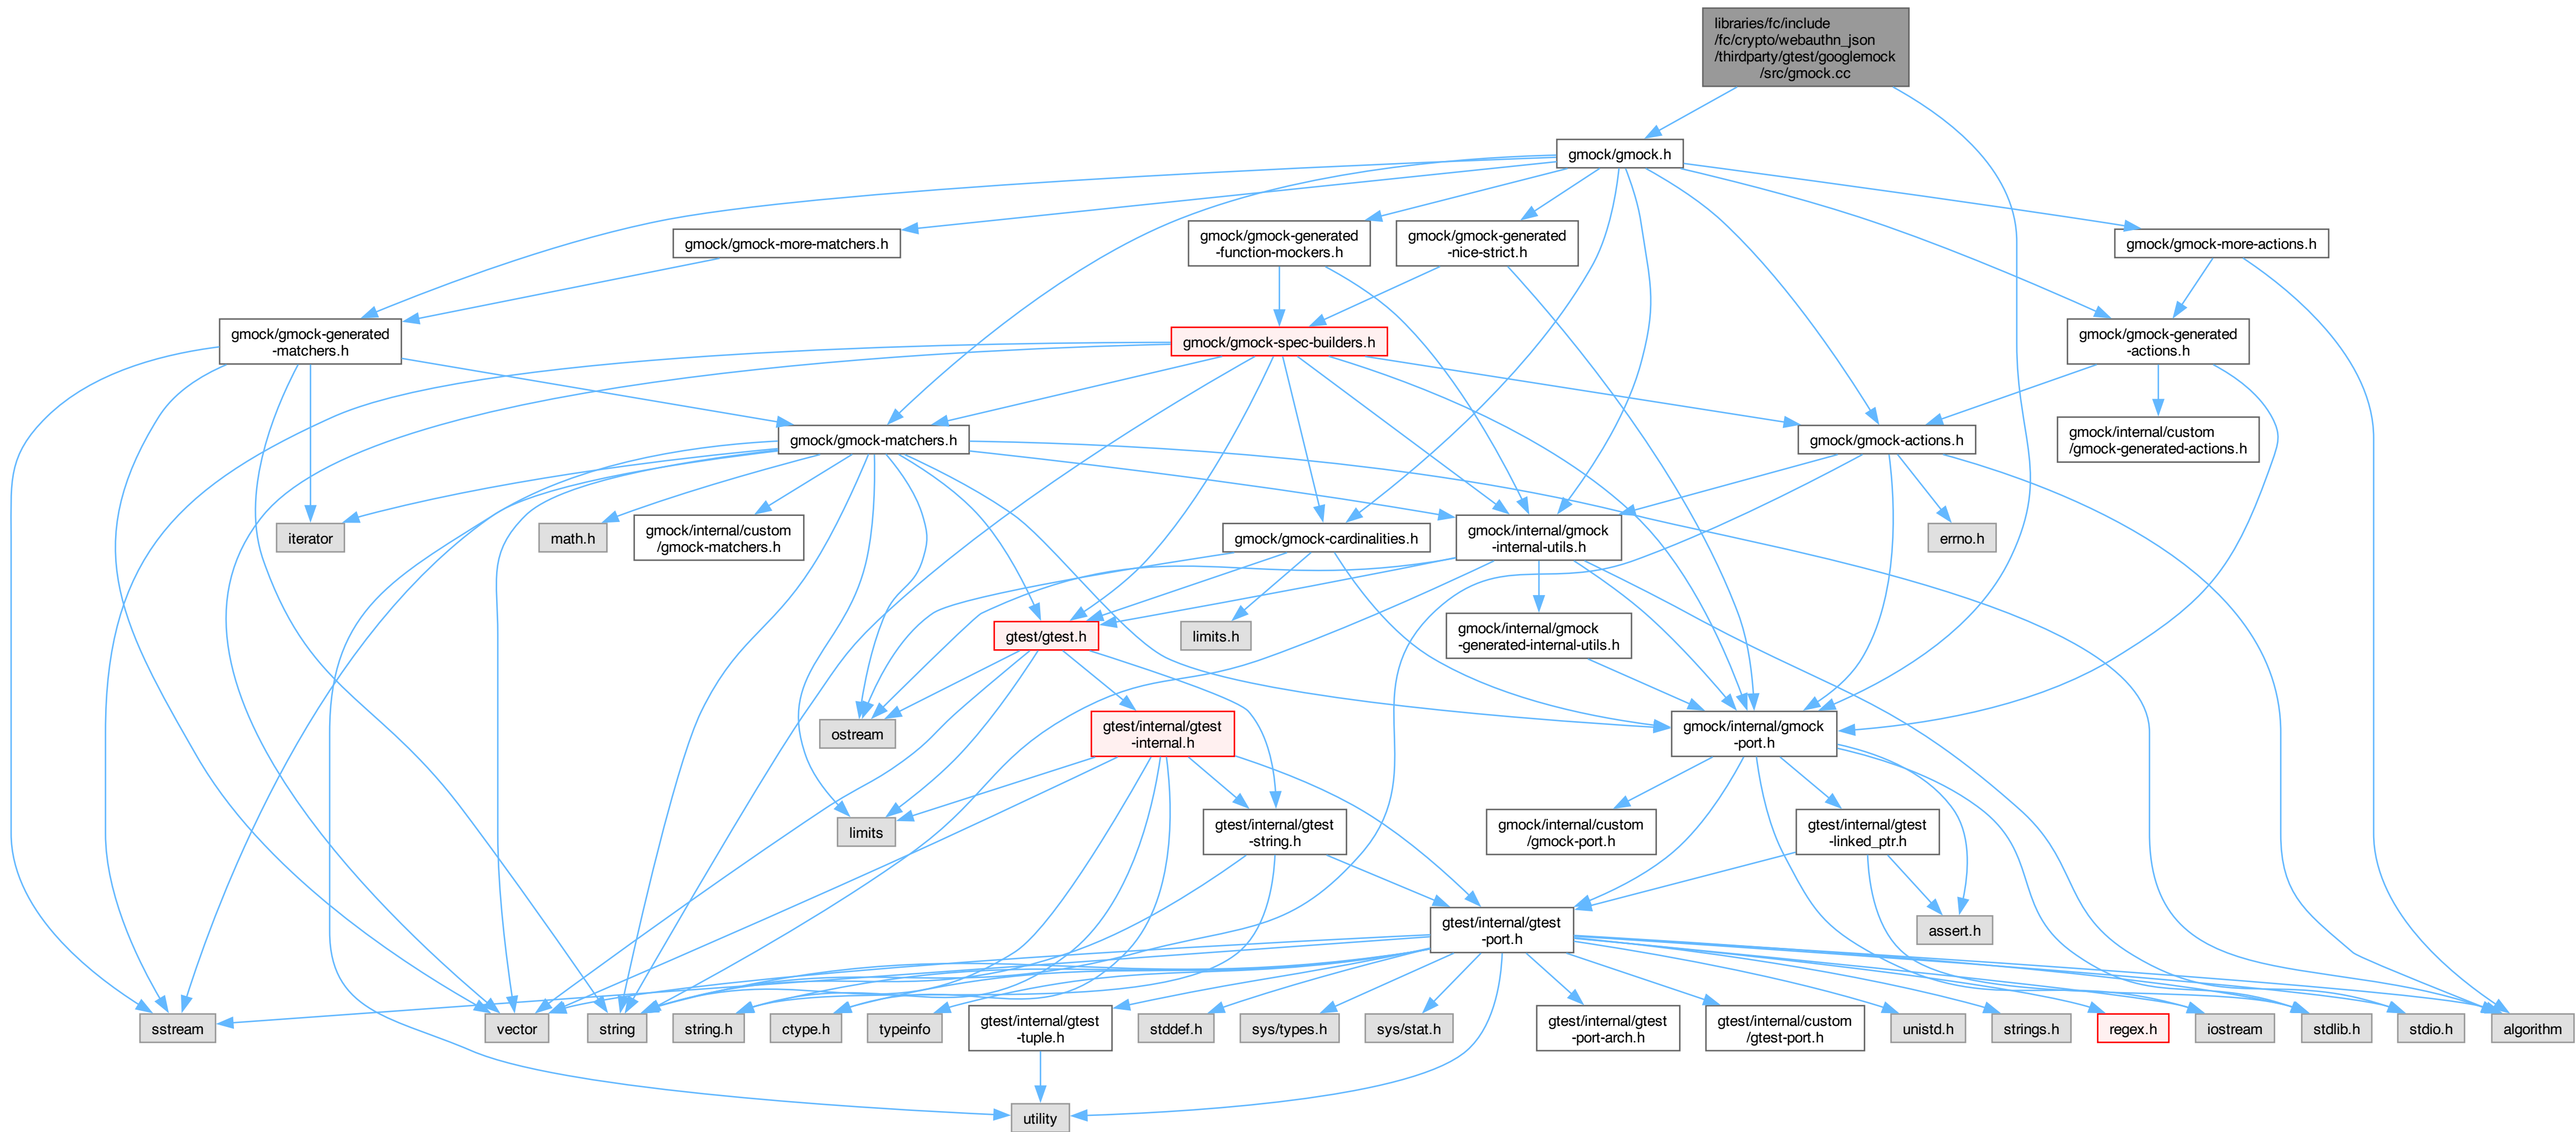 libraries/fc/include
/fc/crypto/webauthn_json
/thirdparty/gtest/googlemock
/src/gmock.cc
gmock/gmock.h
gmock/gmock-more-matchers.h
gmock/gmock-generated
-function-mockers.h
gmock/gmock-generated
-nice-strict.h
gmock/gmock-more-actions.h
gmock/gmock-generated
-matchers.h
gmock/gmock-spec-builders.h
gmock/gmock-generated
-actions.h
gmock/gmock-matchers.h
gmock/gmock-actions.h
gmock/internal/custom
/gmock-generated-actions.h
iterator
math.h
gmock/internal/custom
/gmock-matchers.h
gmock/gmock-cardinalities.h
gmock/internal/gmock
-internal-utils.h
errno.h
gtest/gtest.h
limits.h
gmock/internal/gmock
-generated-internal-utils.h
ostream
gtest/internal/gtest
-internal.h
gmock/internal/gmock
-port.h
limits
gtest/internal/gtest
-string.h
gmock/internal/custom
/gmock-port.h
gtest/internal/gtest
-linked_ptr.h
gtest/internal/gtest
-port.h
assert.h
sstream
vector
string
string.h
ctype.h
typeinfo
gtest/internal/gtest
-tuple.h
stddef.h
sys/types.h
sys/stat.h
gtest/internal/gtest
-port-arch.h
gtest/internal/custom
/gtest-port.h
unistd.h
strings.h
regex.h
iostream
stdlib.h
stdio.h
algorithm
utility